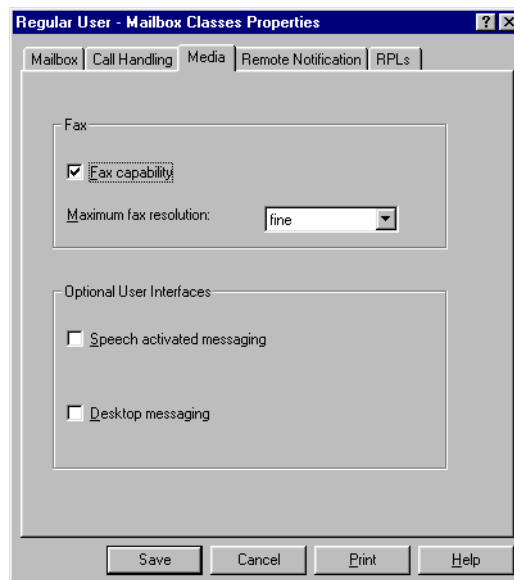 Regular User - Mailbox Classes Properties
Mailbox Call Handling Media Remote Notification RPLs
Fax
Fax capability
Maximum fax resolution: fine
Optional User Interfaces
Speech activated messaging
Desktop messaging
Save Cancel Print Help